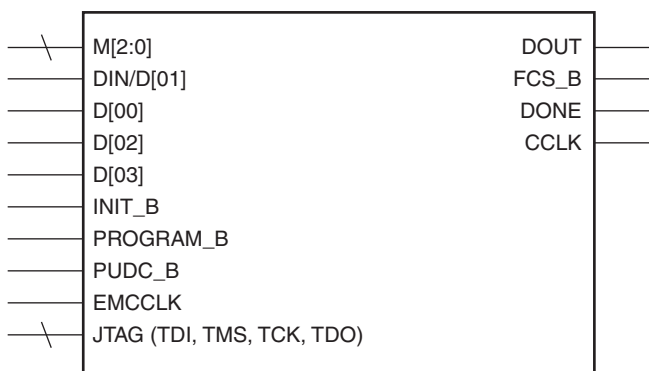 M[2:0] DOUT
DIN/D[01] FCS_B
D[00] DONE
D[02] CCLK
D[03]
INIT_B
PROGRAM_B
PUDC_B
EMCCLK
JTAG (TDI, TMS, TCK, TDO)